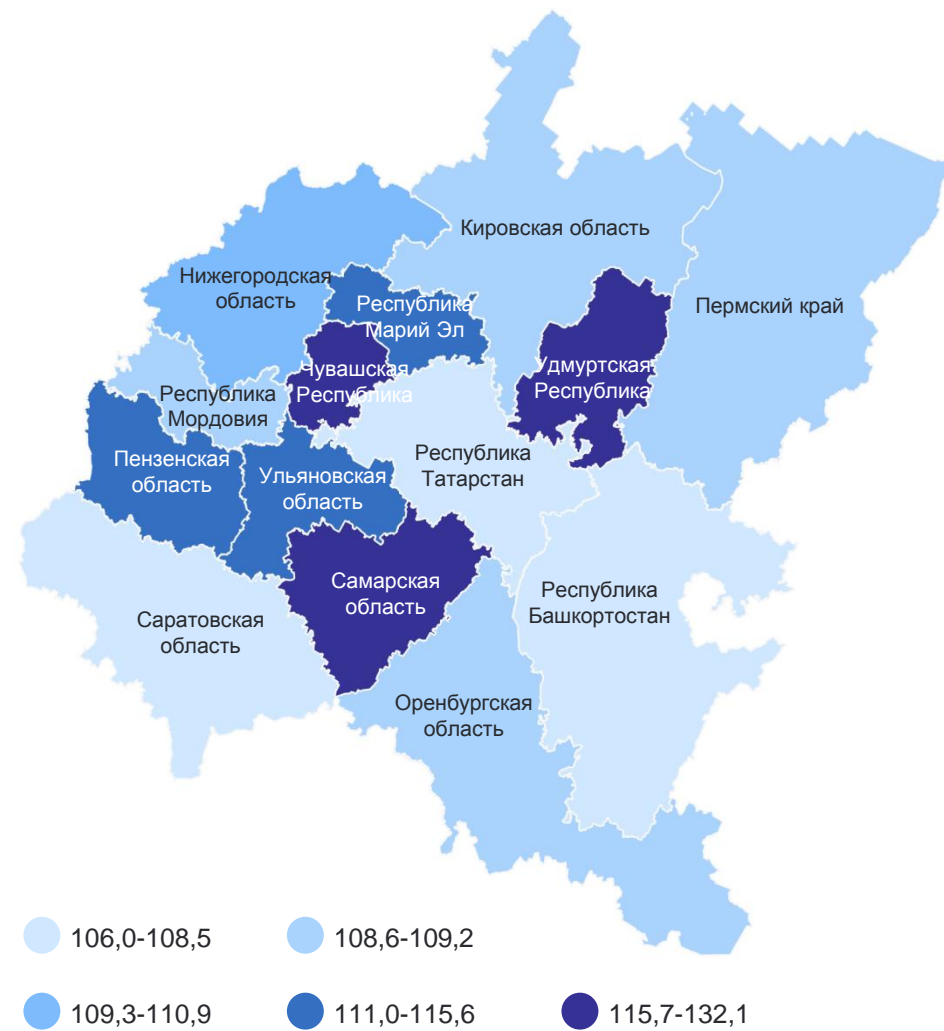 Кировская область
Нижегородская
область
Пермский край
Республика
Марий Эл
Чувашская
Республика
Удмуртская
Республика
Республика
Мордовия
Республика
Татарстан
Пензенская
область
Ульяновская
область
Самарская
область
Республика
Башкортостан
Саратовская
область
Оренбургская
область
106,0-108,5
108,6-109,2
109,3-110,9
111,0-115,6
115,7-132,1